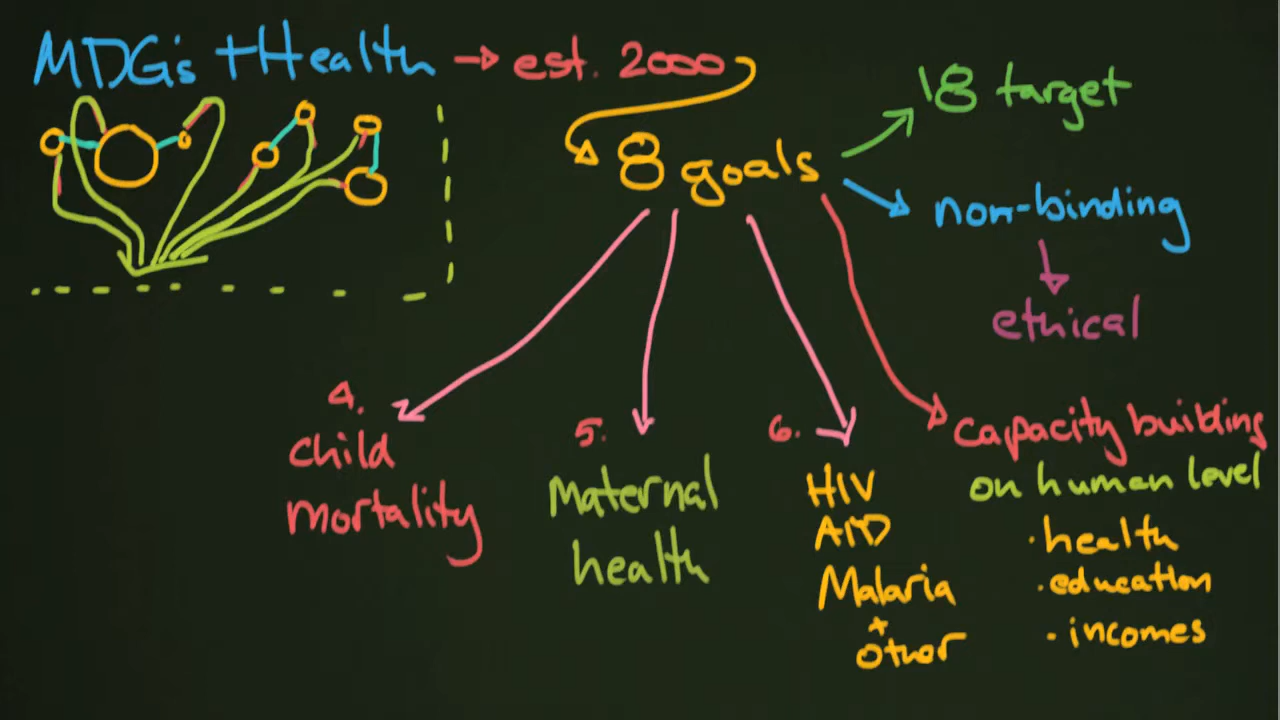 MDG's + Health → est. 2000
8 goals
18 target
non-binding
ethical
4.
child
mortality
5.
Maternal
health
6.
HIV
AID
Malaria
+
other
capacity building
on human level
· health
· education
· incomes